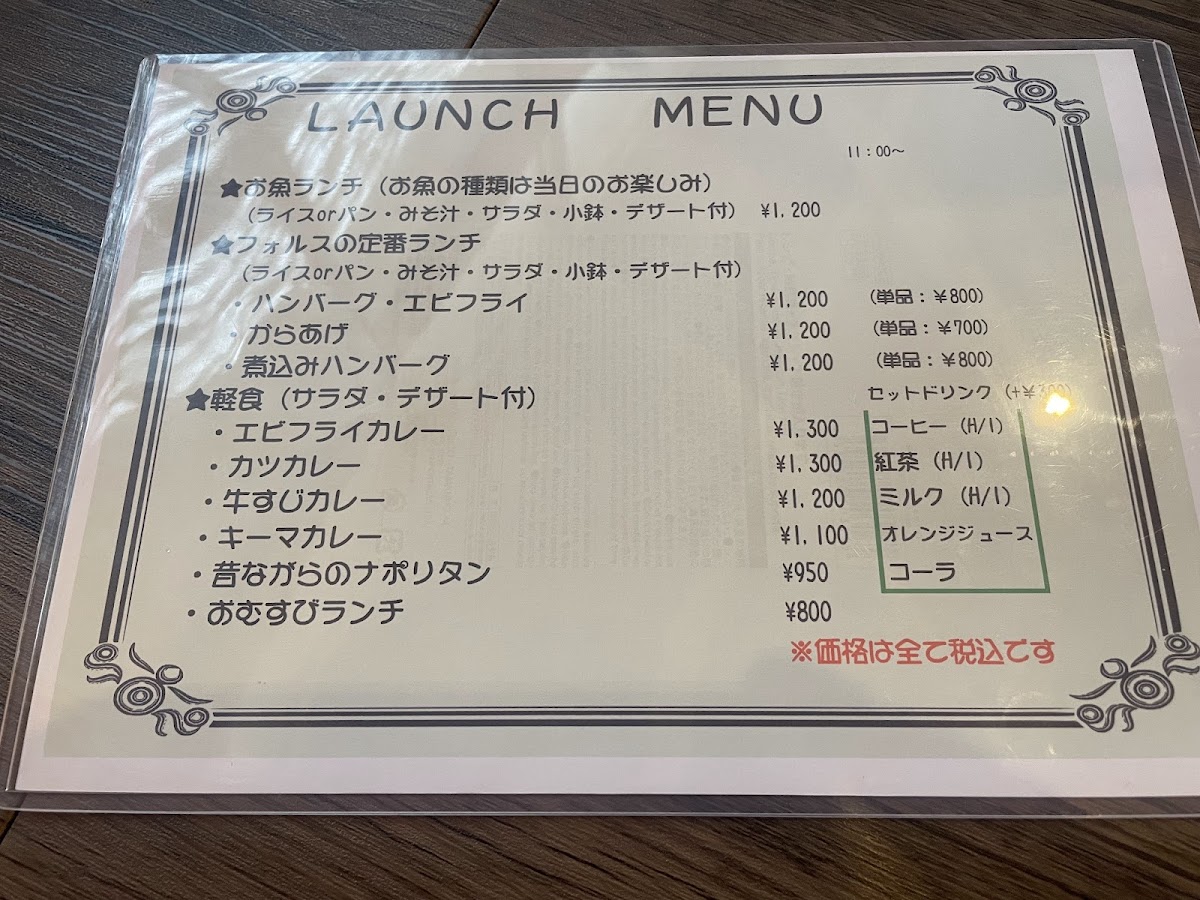 LAUNCH MENU
11:00～
★お魚ランチ（お魚の種類は当日のお楽しみ）
（ライスorパン・みそ汁・サラダ・小鉢・デザート付） ¥1,200
★フォルスの定番ランチ
（ライスorパン・みそ汁・サラダ・小鉢・デザート付）
・ハンバーグ・エビフライ ¥1,200 （単品：¥800）
・からあげ ¥1,200 （単品：¥700）
・煮込みハンバーグ ¥1,200 （単品：¥800）
★軽食（サラダ・デザート付） セットドリンク
・エビフライカレー ¥1,300 コーヒー（H/I）
・カツカレー ¥1,300 紅茶（H/I）
・牛すじカレー ¥1,200 ミルク（H/I）
・キーマカレー ¥1,100 オレンジジュース
・昔ながらのナポリタン ¥950 コーラ
・おむすびランチ ¥800
※価格は全て税込です